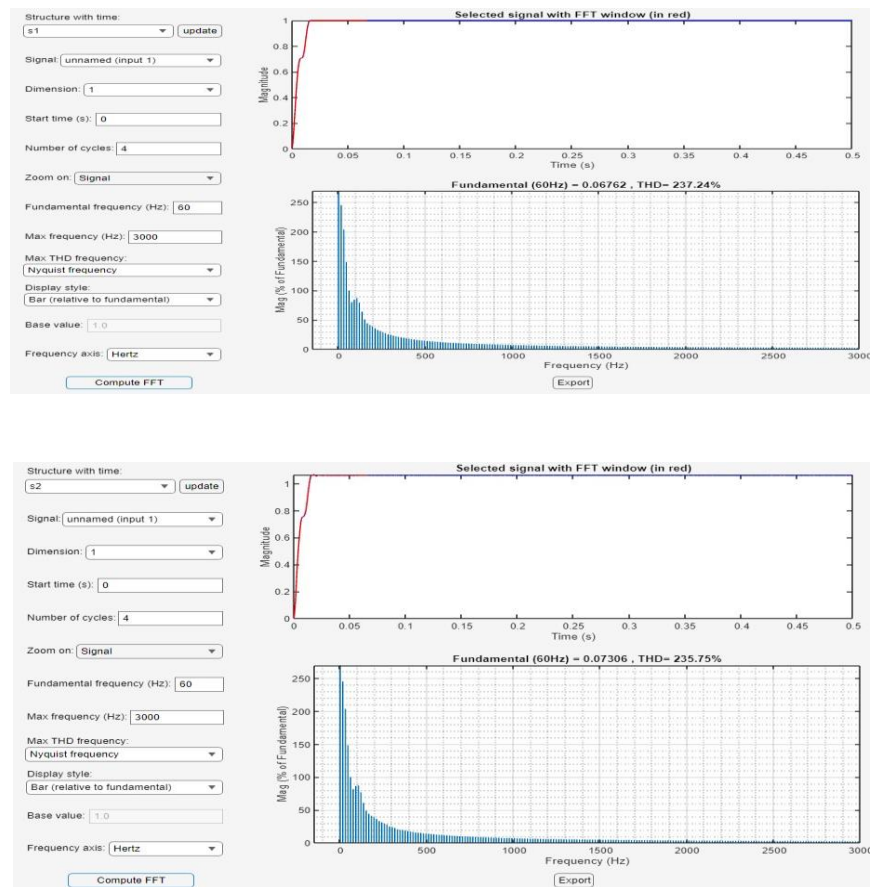 Structure with time:
s1 update
Signal: unnamed (input 1)
Dimension: 1
Start time (s): 0
Number of cycles: 4
Zoom on: Signal
Fundamental frequency (Hz): 60
Max frequency (Hz): 3000
Max THD frequency:
Nyquist frequency
Display style:
Bar (relative to fundamental)
Base value: 1.0
Frequency axis: Hertz
Compute FFT
Selected signal with FFT window (in red)
Magnitude
1
0.8
0.6
0.4
0.2
0
0 0.05 0.1 0.15 0.2 0.25 0.3 0.35 0.4 0.45 0.5
Time (s)
Fundamental (60Hz) = 0.06762 , THD= 237.24%
Mag (% of Fundamental)
250
200
150
100
50
0
0 500 1000 1500 2000 2500 3000
Frequency (Hz)
Export
Structure with time:
s2 update
Signal: unnamed (input 1)
Dimension: 1
Start time (s): 0
Number of cycles: 4
Zoom on: Signal
Fundamental frequency (Hz): 60
Max frequency (Hz): 3000
Max THD frequency:
Nyquist frequency
Display style:
Bar (relative to fundamental)
Base value: 1.0
Frequency axis: Hertz
Compute FFT
Selected signal with FFT window (in red)
Magnitude
1
0.8
0.6
0.4
0.2
0
0 0.05 0.1 0.15 0.2 0.25 0.3 0.35 0.4 0.45 0.5
Time (s)
Fundamental (60Hz) = 0.07306 , THD= 235.75%
Mag (% of Fundamental)
250
200
150
100
50
0
0 500 1000 1500 2000 2500 3000
Frequency (Hz)
Export